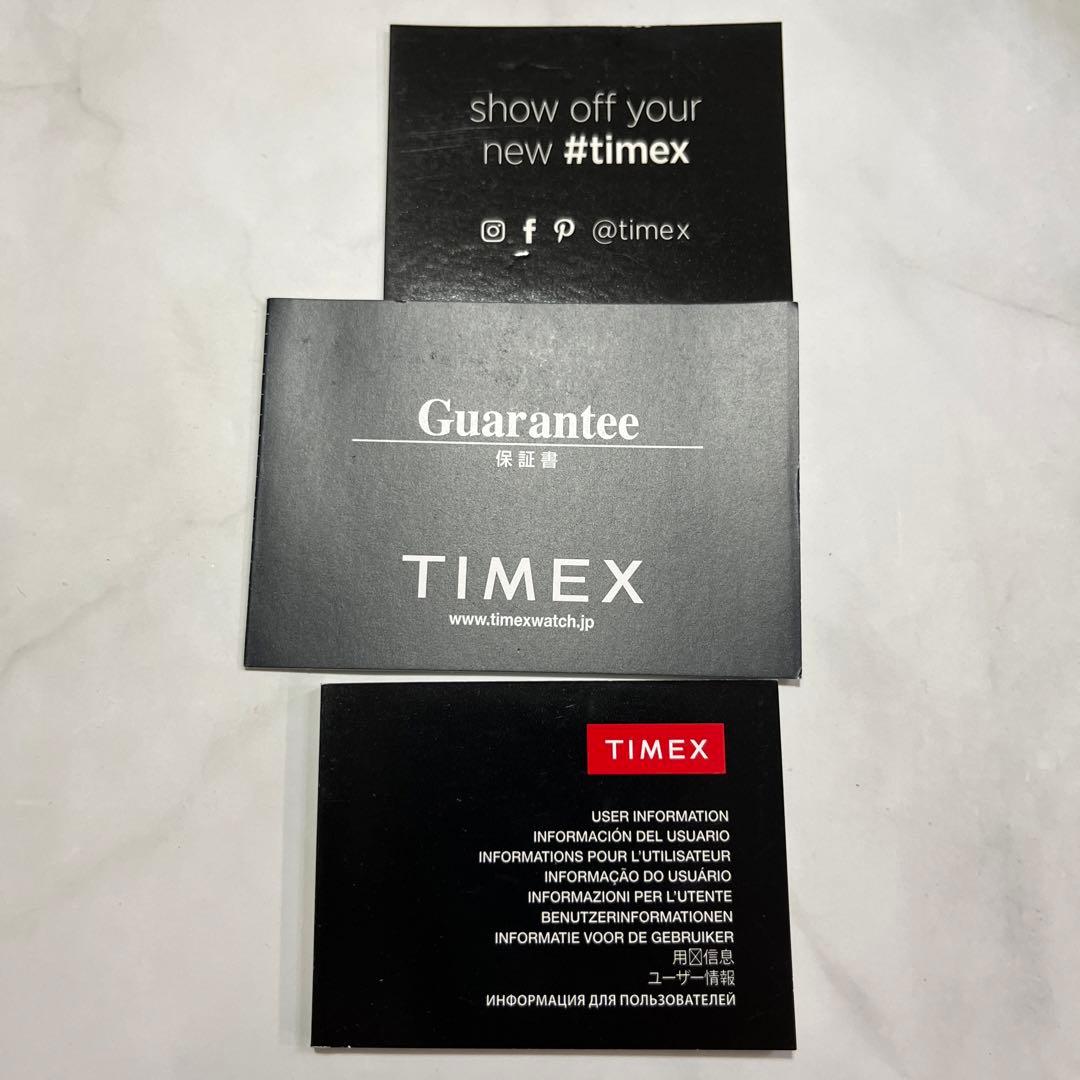 show off your
new #timex
@timex
Guarantee
保証書
TIMEX
www.timexwatch.jp
TIMEX
USER INFORMATION
INFORMACIÓN DEL USUARIO
INFORMATIONS POUR L'UTILISATEUR
INFORMAÇÃO DO USUÁRIO
INFORMAZIONI PER L'UTENTE
BENUTZERINFORMATIONEN
INFORMATIE VOOR DE GEBRUIKER
用☒信息
ユーザー情報
ИНФОРМАЦИЯ ДЛЯ ПОЛЬЗОВАТЕЛЕЙ